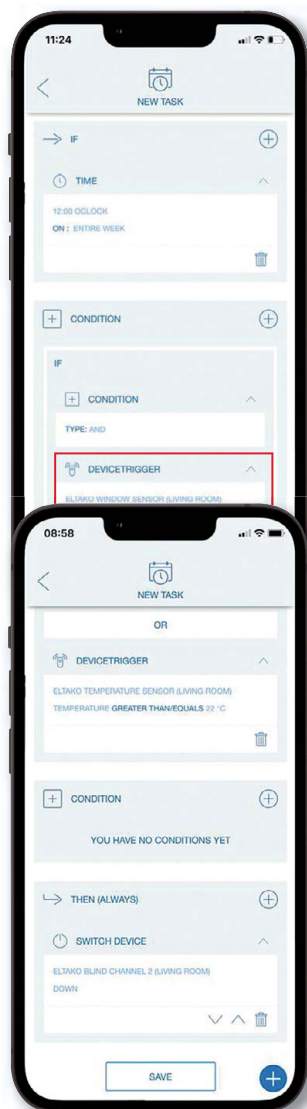 11:24
NEW TASK
IF
TIME
12:00 OCLOCK
ON : ENTIRE WEEK
CONDITION
IF
CONDITION
TYPE: AND
DEVICETRIGGER
ELTAKO WINDOW SENSOR (LIVING ROOM)
08:58
NEW TASK
OR
DEVICETRIGGER
ELTAKO TEMPERATURE SENSOR (LIVING ROOM)
TEMPERATURE GREATER THAN/EQUALS 22 °C
CONDITION
YOU HAVE NO CONDITIONS YET
THEN (ALWAYS)
SWITCH DEVICE
ELTAKO BLIND CHANNEL 2 (LIVING ROOM)
DOWN
SAVE